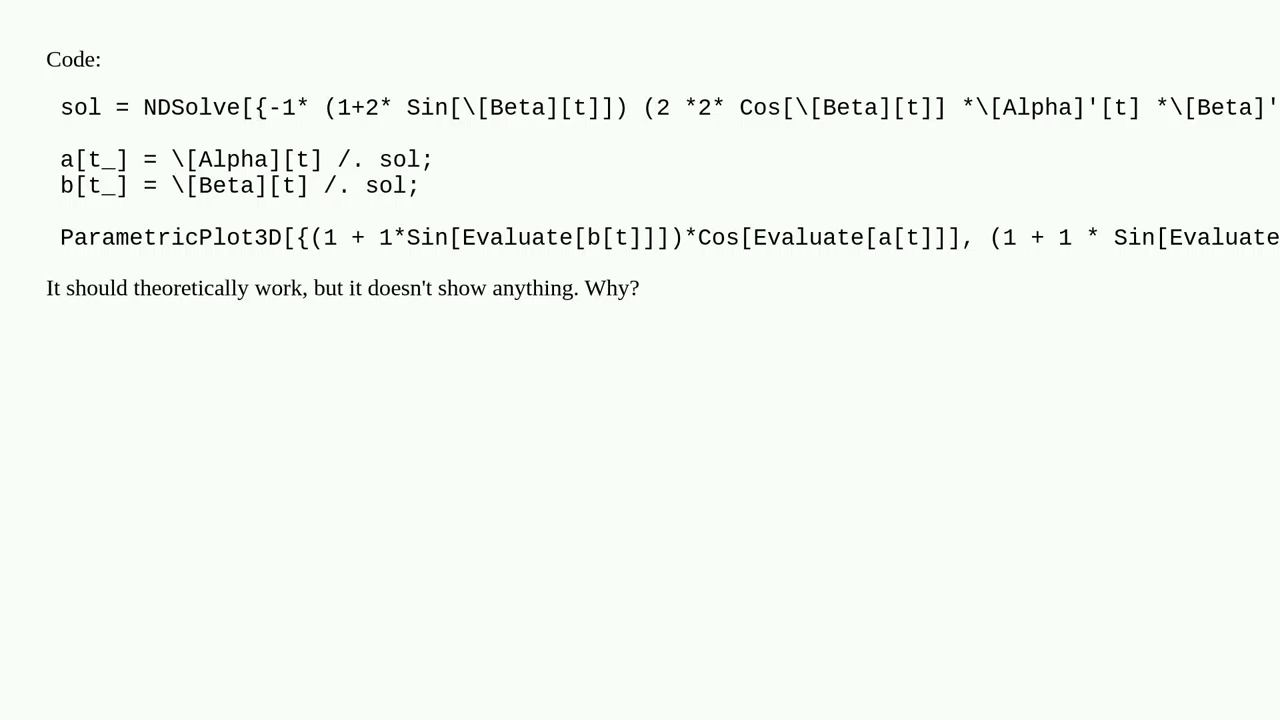 Code:
sol = NDSolve[{-1* (1+2* Sin[\[Beta][t]]) (2 *2* Cos[\[Beta][t]] *\[Alpha]'[t] *\[Beta]'
a[t_] = \[Alpha][t] /. sol;
b[t_] = \[Beta][t] /. sol;
ParametricPlot3D[{(1 + 1*Sin[Evaluate[b[t]]])*Cos[Evaluate[a[t]]], (1 + 1 * Sin[Evaluate
It should theoretically work, but it doesn't show anything. Why?